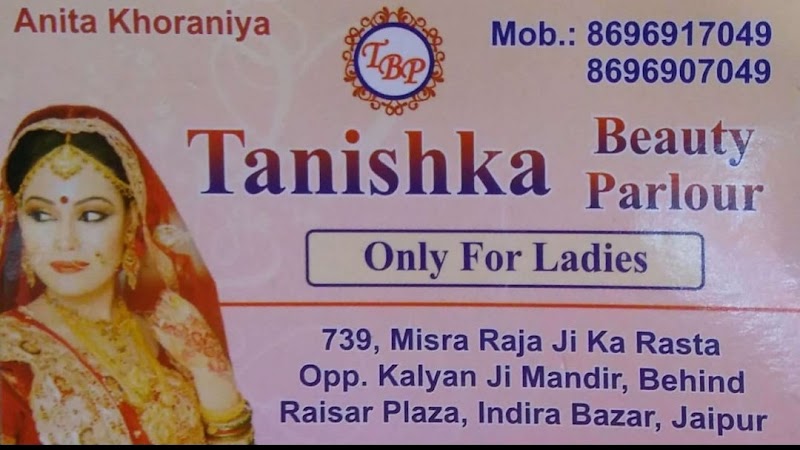 Anita Khoraniya
TBP
Mob.: 8696917049
8696907049
Tanishka
Beauty
Parlour
Only For Ladies
739, Misra Raja Ji Ka Rasta
Opp. Kalyan Ji Mandir, Behind
Raisar Plaza, Indira Bazar, Jaipur